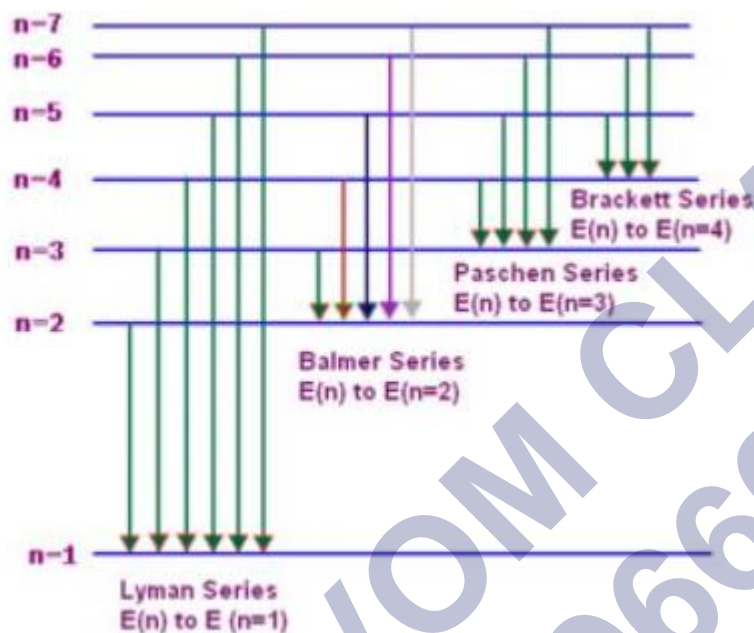 n=7
n=6
n=5
n=4
n=3
n=2
n=1
Brackett Series
E(n) to E(n=4)
Paschen Series
E(n) to E(n=3)
Balmer Series
E(n) to E(n=2)
Lyman Series
E(n) to E (n=1)